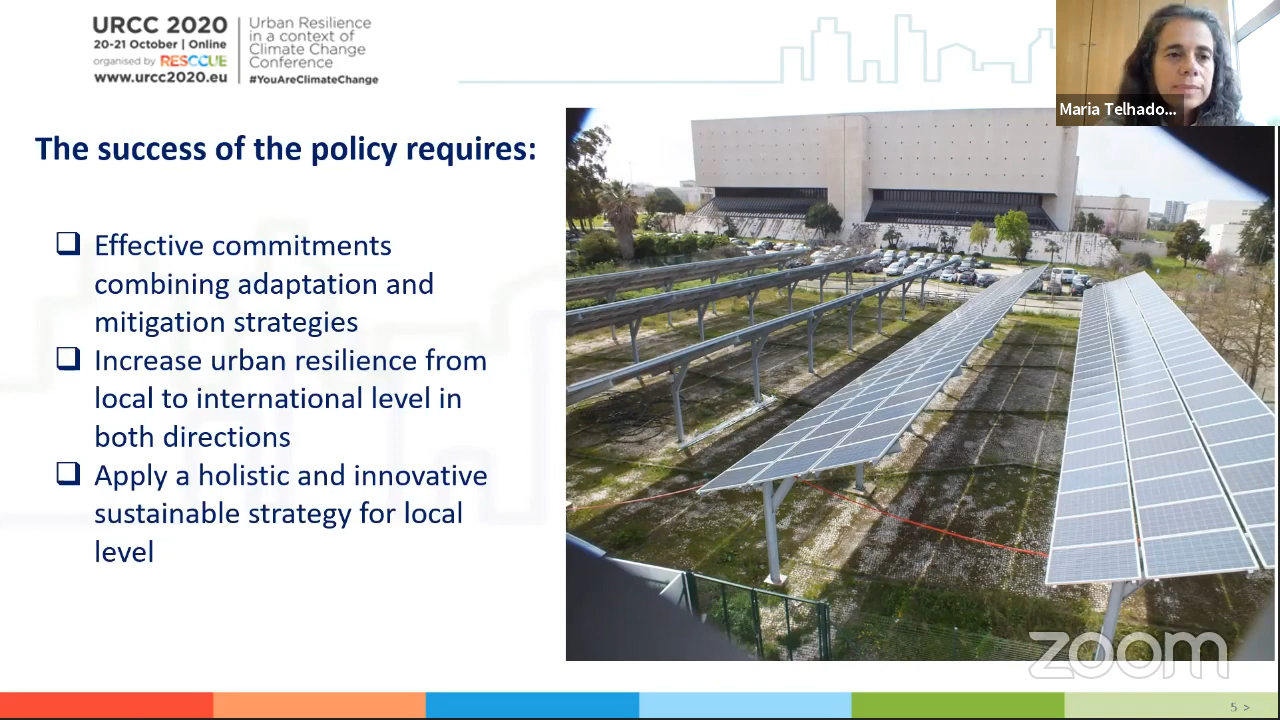 URCC 2020
20-21 October | Online
organised by RESCCUE
www.urcc2020.eu
Urban Resilience
in a context of
Climate Change
Conference
#YouAreClimateChange
Maria Telhado...
The success of the policy requires:
❑ Effective commitments
combining adaptation and
mitigation strategies
❑ Increase urban resilience from
local to international level in
both directions
❑ Apply a holistic and innovative
sustainable strategy for local
level
zoom
5 >